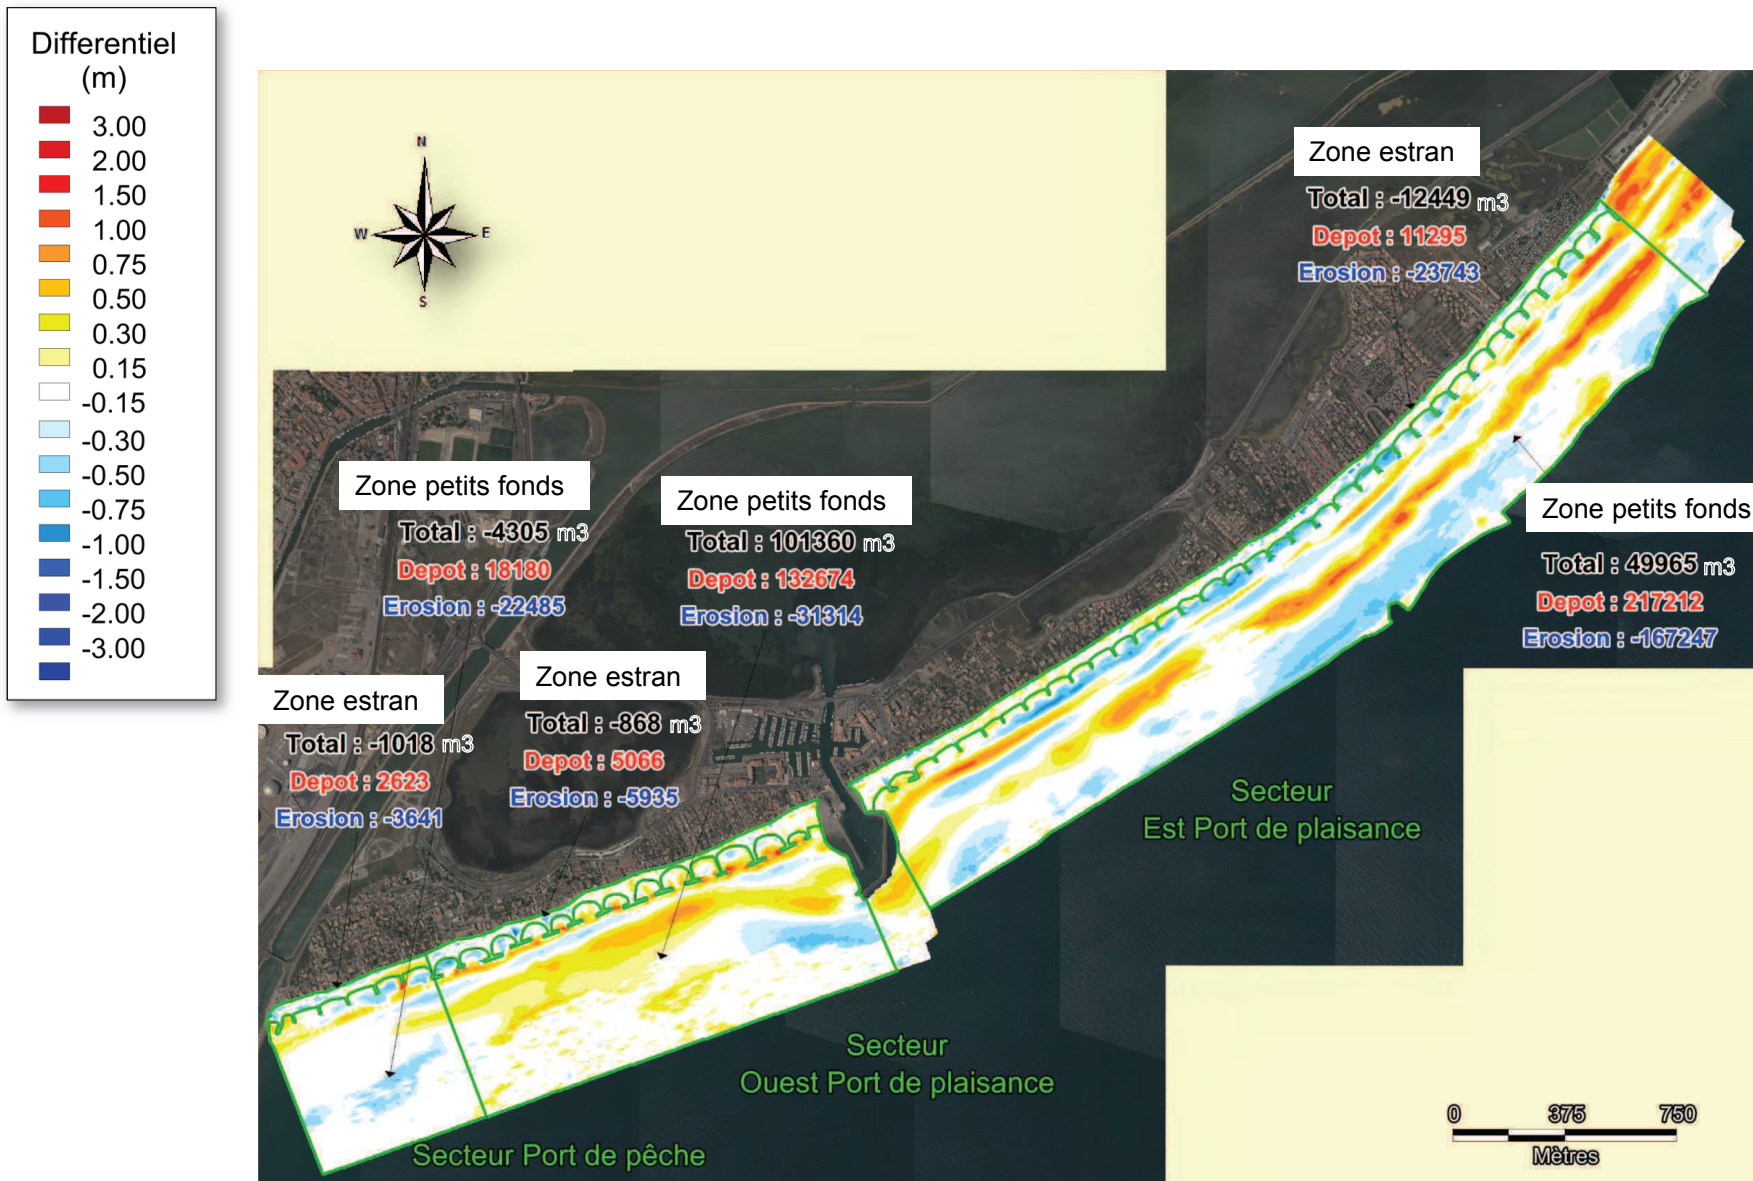 Differentiel
(m)
3.00
2.00
1.50
1.00
0.75
0.50
0.30
0.15
-0.15
-0.30
-0.50
-0.75
-1.00
-1.50
-2.00
-3.00
N
W
E
S
Zone estran
Total : -12449 m3
Depot : 11295
Erosion : -23743
Zone petits fonds
Total : -4305 m3
Depot : 18180
Erosion : -22485
Zone petits fonds
Total : 101360 m3
Depot : 132674
Erosion : -31314
Zone petits fonds
Total : 49965 m3
Depot : 217212
Erosion : -167247
Zone estran
Total : -1018 m3
Depot : 2623
Erosion : -3641
Zone estran
Total : -868 m3
Depot : 5066
Erosion : -5935
Secteur
Est Port de plaisance
Secteur
Ouest Port de plaisance
Secteur Port de pêche
0 375 750
Mètres